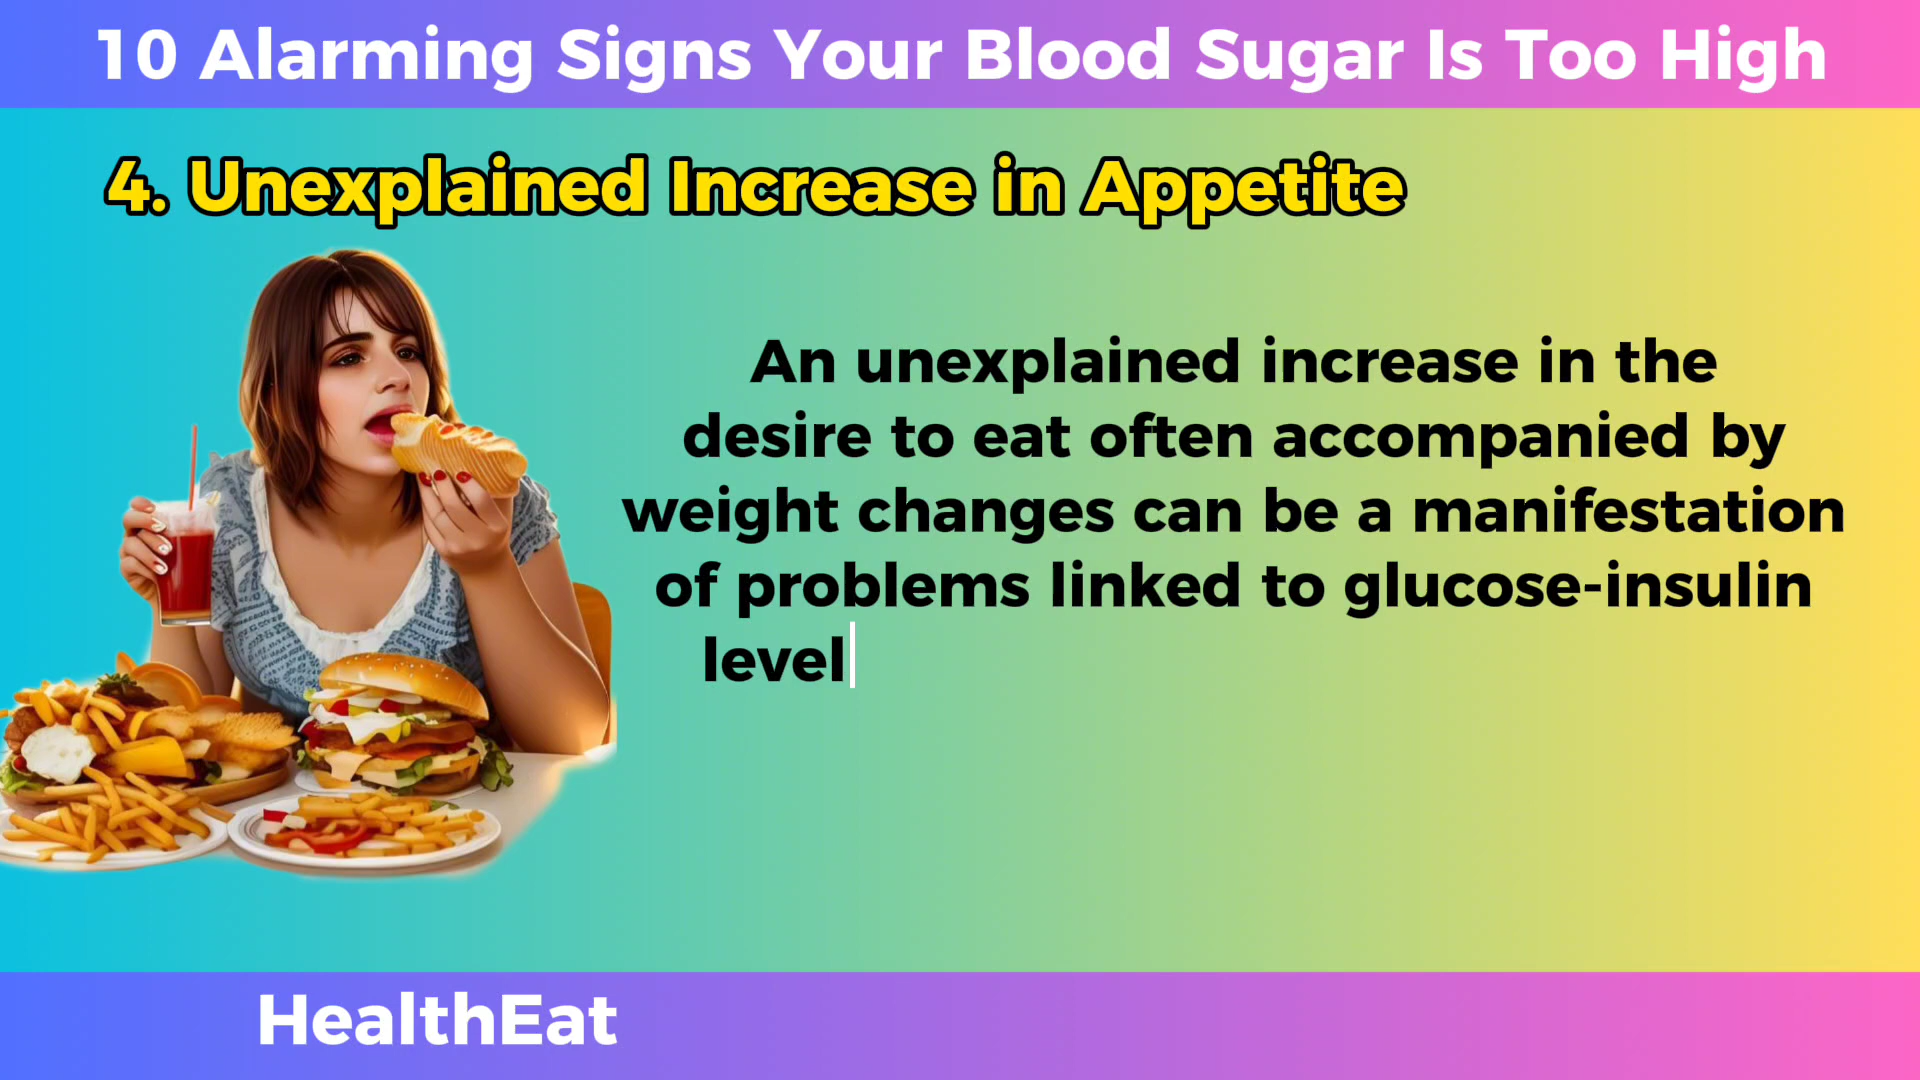 10 Alarming Signs Your Blood Sugar Is Too High
4. Unexplained Increase in Appetite
An unexplained increase in the
desire to eat often accompanied by
weight changes can be a manifestation
of problems linked to glucose-insulin
level
HealthEat